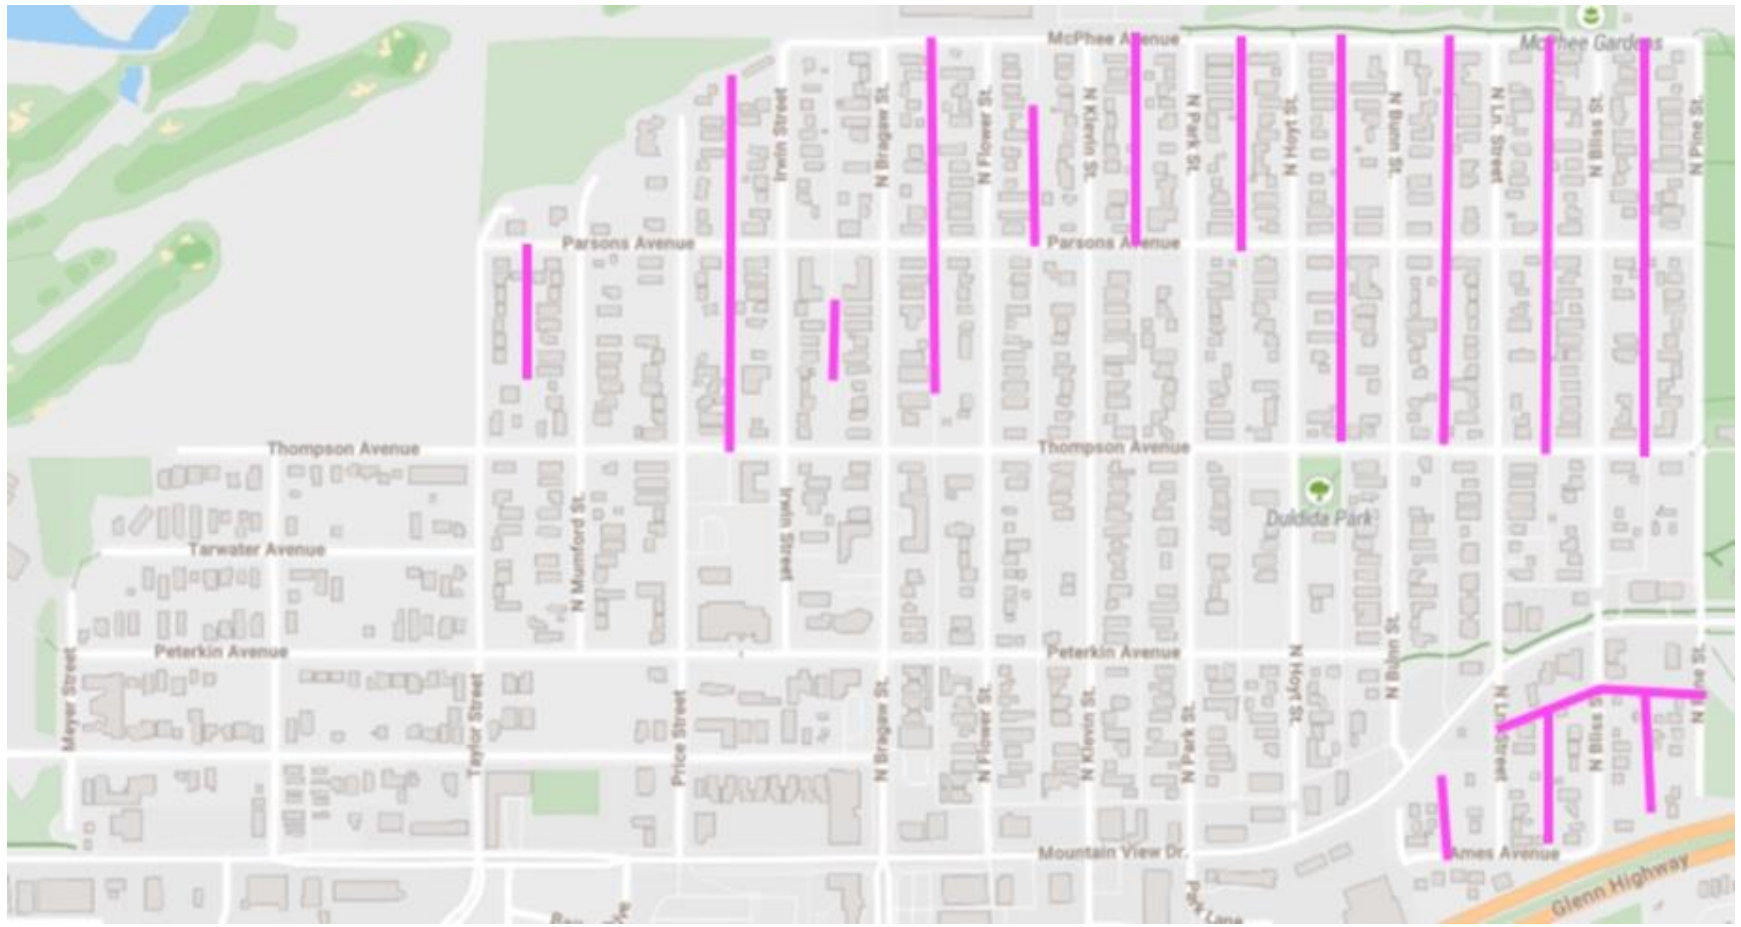 McPhee Avenue
McPhee Gardens
Irwin Street
N Bragaw St.
N Flower St.
N Klevin St.
N Park St.
N Hoyt St.
N Bunn St.
N Ln. Street
N Bliss St.
N Pine St.
Parsons Avenue
Parsons Avenue
Thompson Avenue
Thompson Avenue
Duldida Park
Tarwater Avenue
N Mumford St.
Irwin Street
Peterkin Avenue
Peterkin Avenue
Meyer Street
Taylor Street
Price Street
N Bragaw St.
N Flower St.
N Klevin St.
N Park St.
N Hoyt St.
N Bunn St.
N Ln. Street
N Bliss S
N Pine St.
Mountain View Dr.
Ames Avenue
Glenn Highway
Park Lane